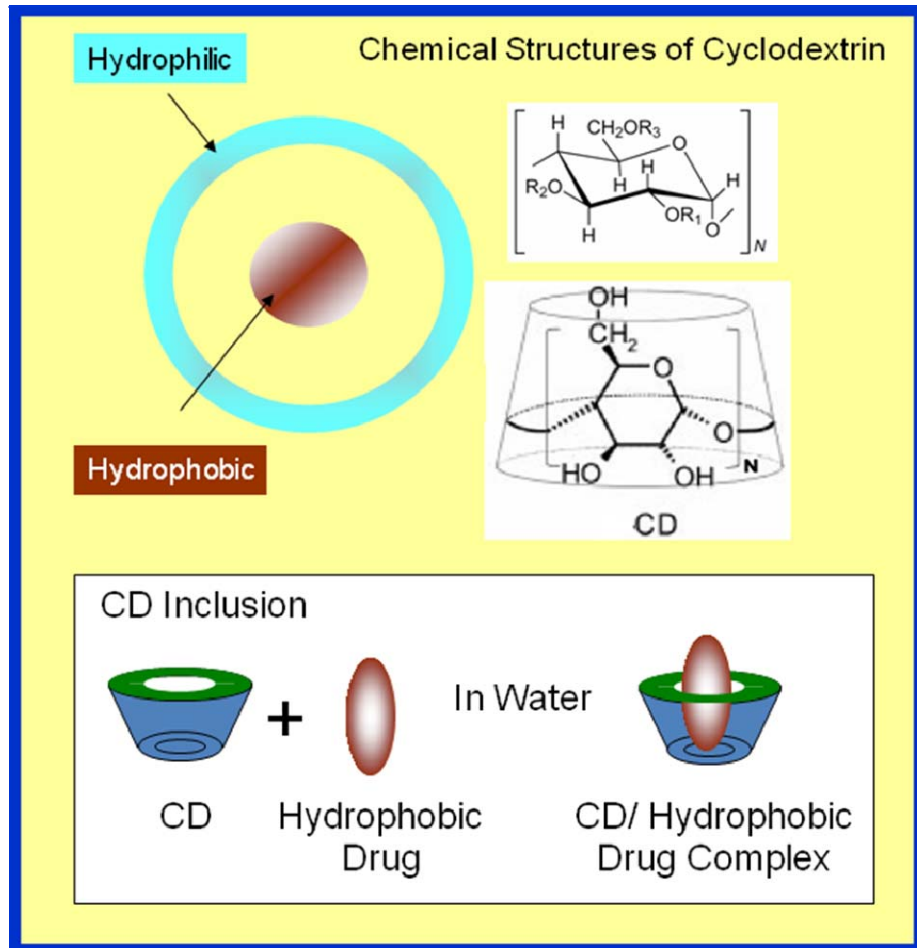 Hydrophilic
Chemical Structures of Cyclodextrin
H
CH2OR3
O
R2O
H
H
H
OR1
H
O
N
OH
CH2
O
O
HO
OH
N
CD
Hydrophobic
CD Inclusion
+
In Water
CD
Hydrophobic
Drug
CD/ Hydrophobic
Drug Complex